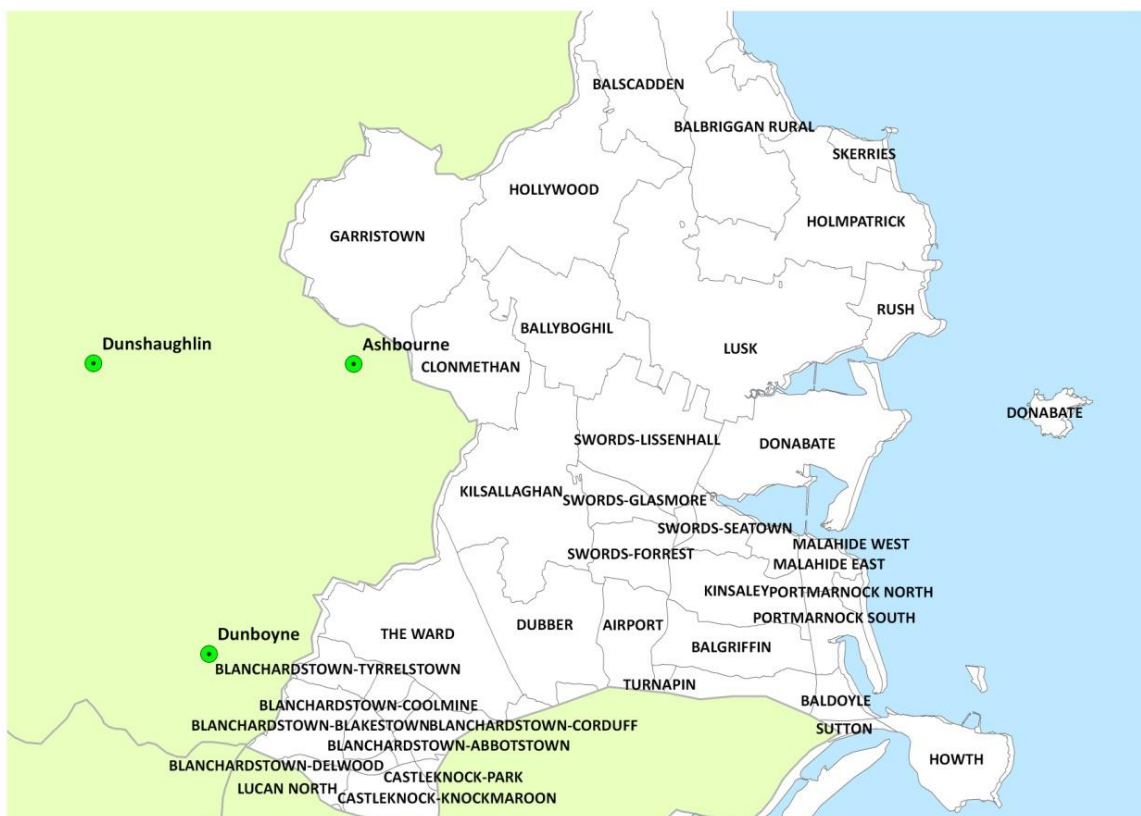 BALSCADDEN
BALBRIGGAN RURAL
SKERRIES
HOLLYWOOD
HOLMPATRICK
GARRISTOWN
RUSH
BALLYBOGHIL
Dunshaughlin
Ashbourne
LUSK
CLONMETHAN
DONABATE
SWORDS-LISSENHALL
DONABATE
KILSALLAGHAN
SWORDS-GLASMORE
SWORDS-SEATOWN
MALAHIDE WEST
SWORDS-FORREST
MALAHIDE EAST
KINSALEY
PORTMARNOCK NORTH
PORTMARNOCK SOUTH
DUBBER
AIRPORT
THE WARD
Dunboyne
BALGRIFFIN
BLANCHARDSTOWN-TYRRELSTOWN
TURNAPIN
BALDOYLE
BLANCHARDSTOWN-COOLMINE
BLANCHARDSTOWN-BLAKESTOWN
BLANCHARDSTOWN-CORDUFF
SUTTON
BLANCHARDSTOWN-ABBOTSTOWN
HOWTH
BLANCHARDSTOWN-DELWOOD
CASTLEKNOCK-PARK
LUCAN NORTH
CASTLEKNOCK-KNOCKMAROON